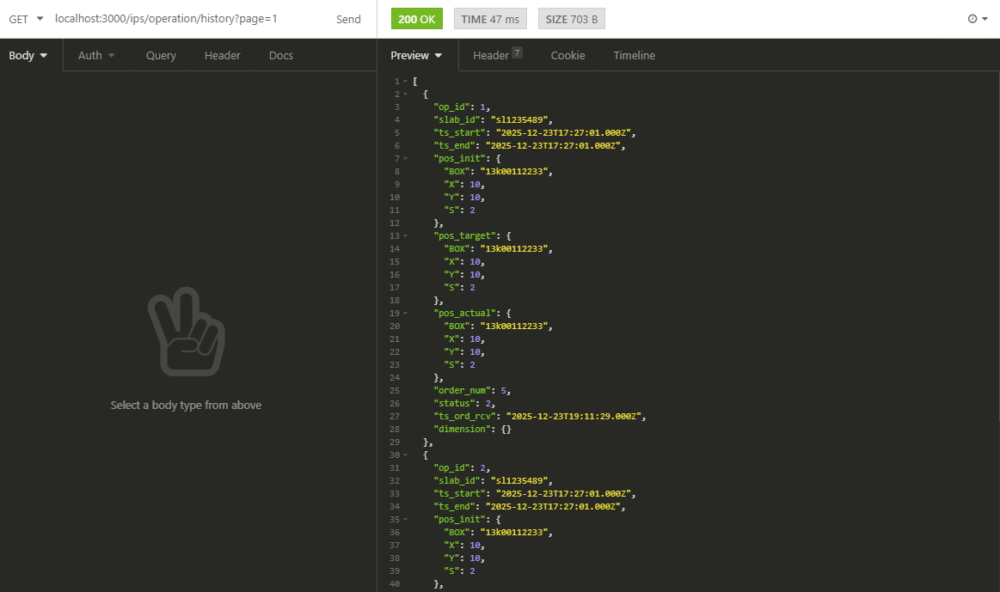 GET localhost:3000/ips/operation/history?page=1 Send 200 OK TIME 47 ms SIZE 703 B
Body Auth Query Header Docs Preview Header 7 Cookie Timeline
Select a body type from above
1 [
2 {
3 "op_id": 1,
4 "slab_id": "sl1235489",
5 "ts_start": "2025-12-23T17:27:01.000Z",
6 "ts_end": "2025-12-23T17:27:01.000Z",
7 "pos_init": {
8 "BOX": "13k00112233",
9 "X": 10,
10 "Y": 10,
11 "S": 2
12 },
13 "pos_target": {
14 "BOX": "13k00112233",
15 "X": 10,
16 "Y": 10,
17 "S": 2
18 },
19 "pos_actual": {
20 "BOX": "13k00112233",
21 "X": 10,
22 "Y": 10,
23 "S": 2
24 },
25 "order_num": 5,
26 "status": 2,
27 "ts_ord_rcv": "2025-12-23T19:11:29.000Z",
28 "dimension": {}
29 },
30 {
31 "op_id": 2,
32 "slab_id": "sl1235489",
33 "ts_start": "2025-12-23T17:27:01.000Z",
34 "ts_end": "2025-12-23T17:27:01.000Z",
35 "pos_init": {
36 "BOX": "13k00112233",
37 "X": 10,
38 "Y": 10,
39 "S": 2
40 },